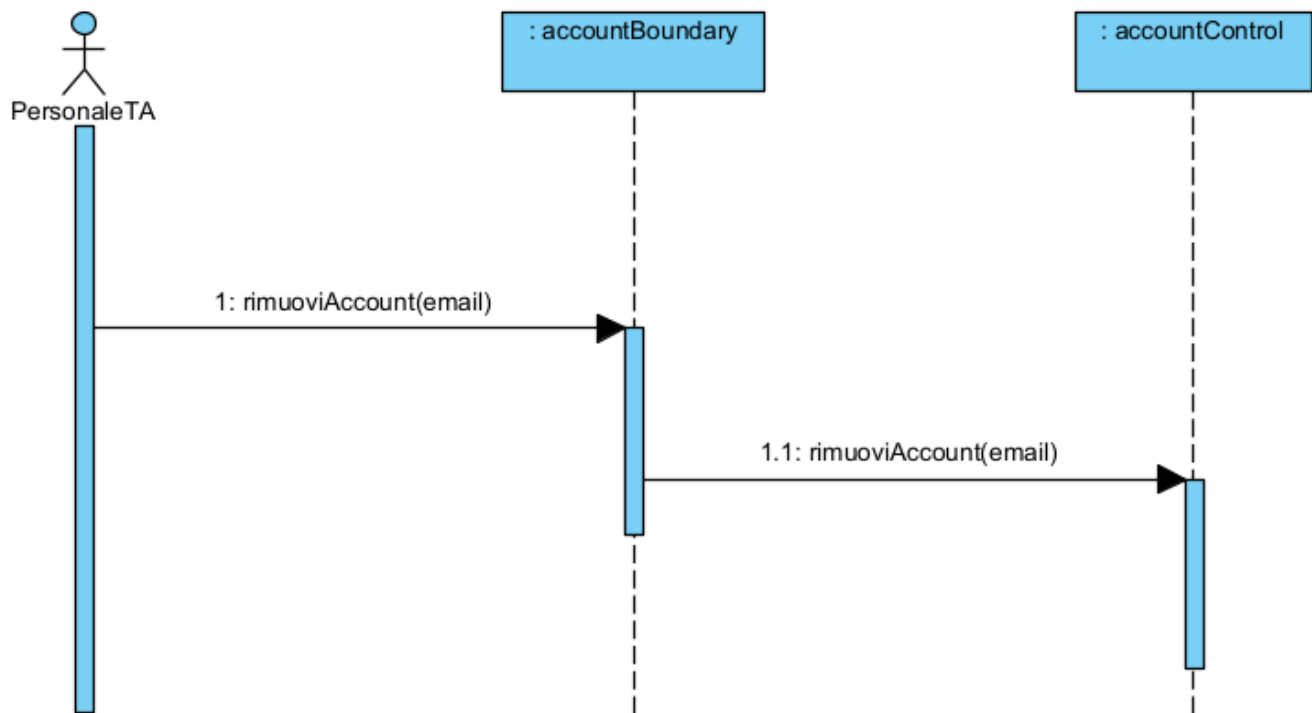 : accountBoundary
: accountControl
PersonaleTA
1: rimuoviAccount(email)
1.1: rimuoviAccount(email)